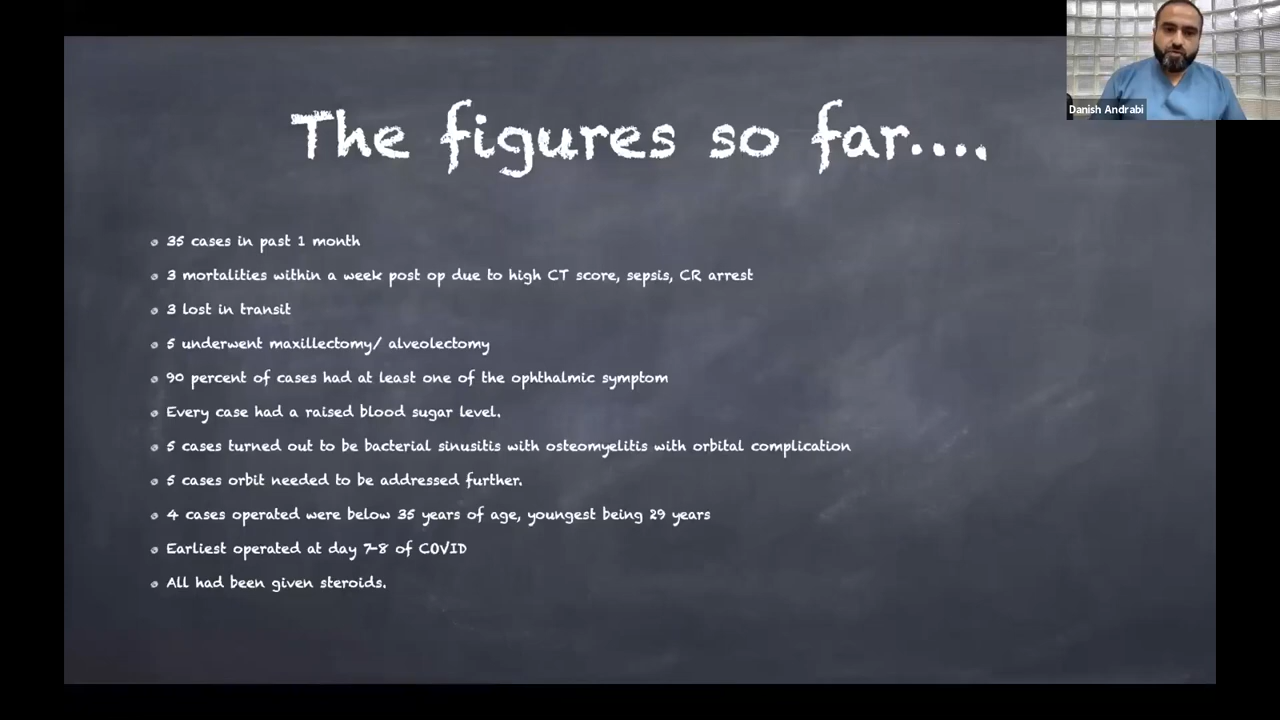 Danish Andrabi
The figures so far....
35 cases in past 1 month
3 mortalities within a week post op due to high CT score, sepsis, CR arrest
3 lost in transit
5 underwent maxillectomy/ alveolectomy
90 percent of cases had at least one of the ophthalmic symptom
Every case had a raised blood sugar level.
5 cases turned out to be bacterial sinusitis with osteomyelitis with orbital complication
5 cases orbit needed to be addressed further.
4 cases operated were below 35 years of age, youngest being 29 years
Earliest operated at day 7-8 of COVID
All had been given steroids.